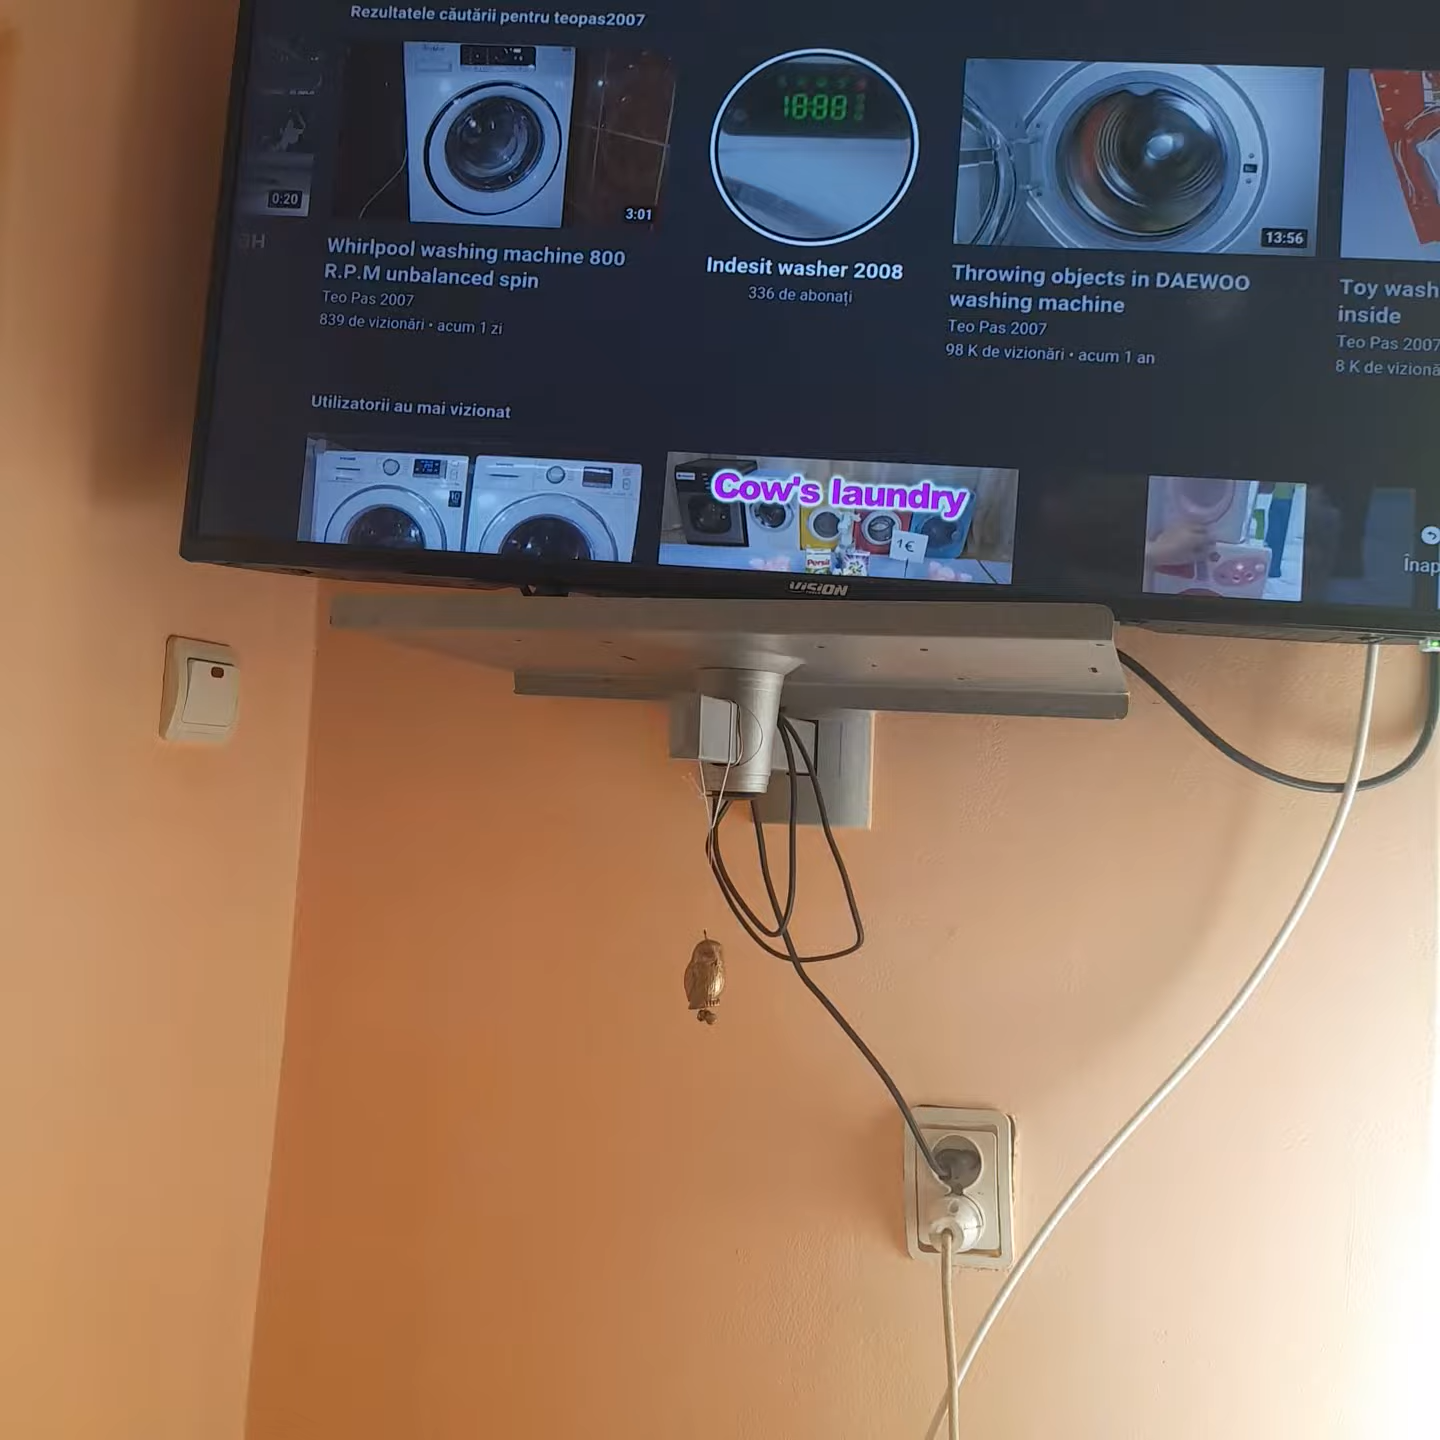 Rezultatele căutării pentru teopas2007
0:20
3:01
18:88
13:56
Whirlpool washing machine 800
R.P.M unbalanced spin
Teo Pas 2007
839 de vizionări • acum 1 zi
Indesit washer 2008
336 de abonați
Throwing objects in DAEWOO
washing machine
Teo Pas 2007
98 K de vizionări • acum 1 an
Toy wash
inside
Teo Pas 2007
8 K de vizionă
Utilizatorii au mai vizionat
Cow's laundry
1€
Persil
Înap
VISION